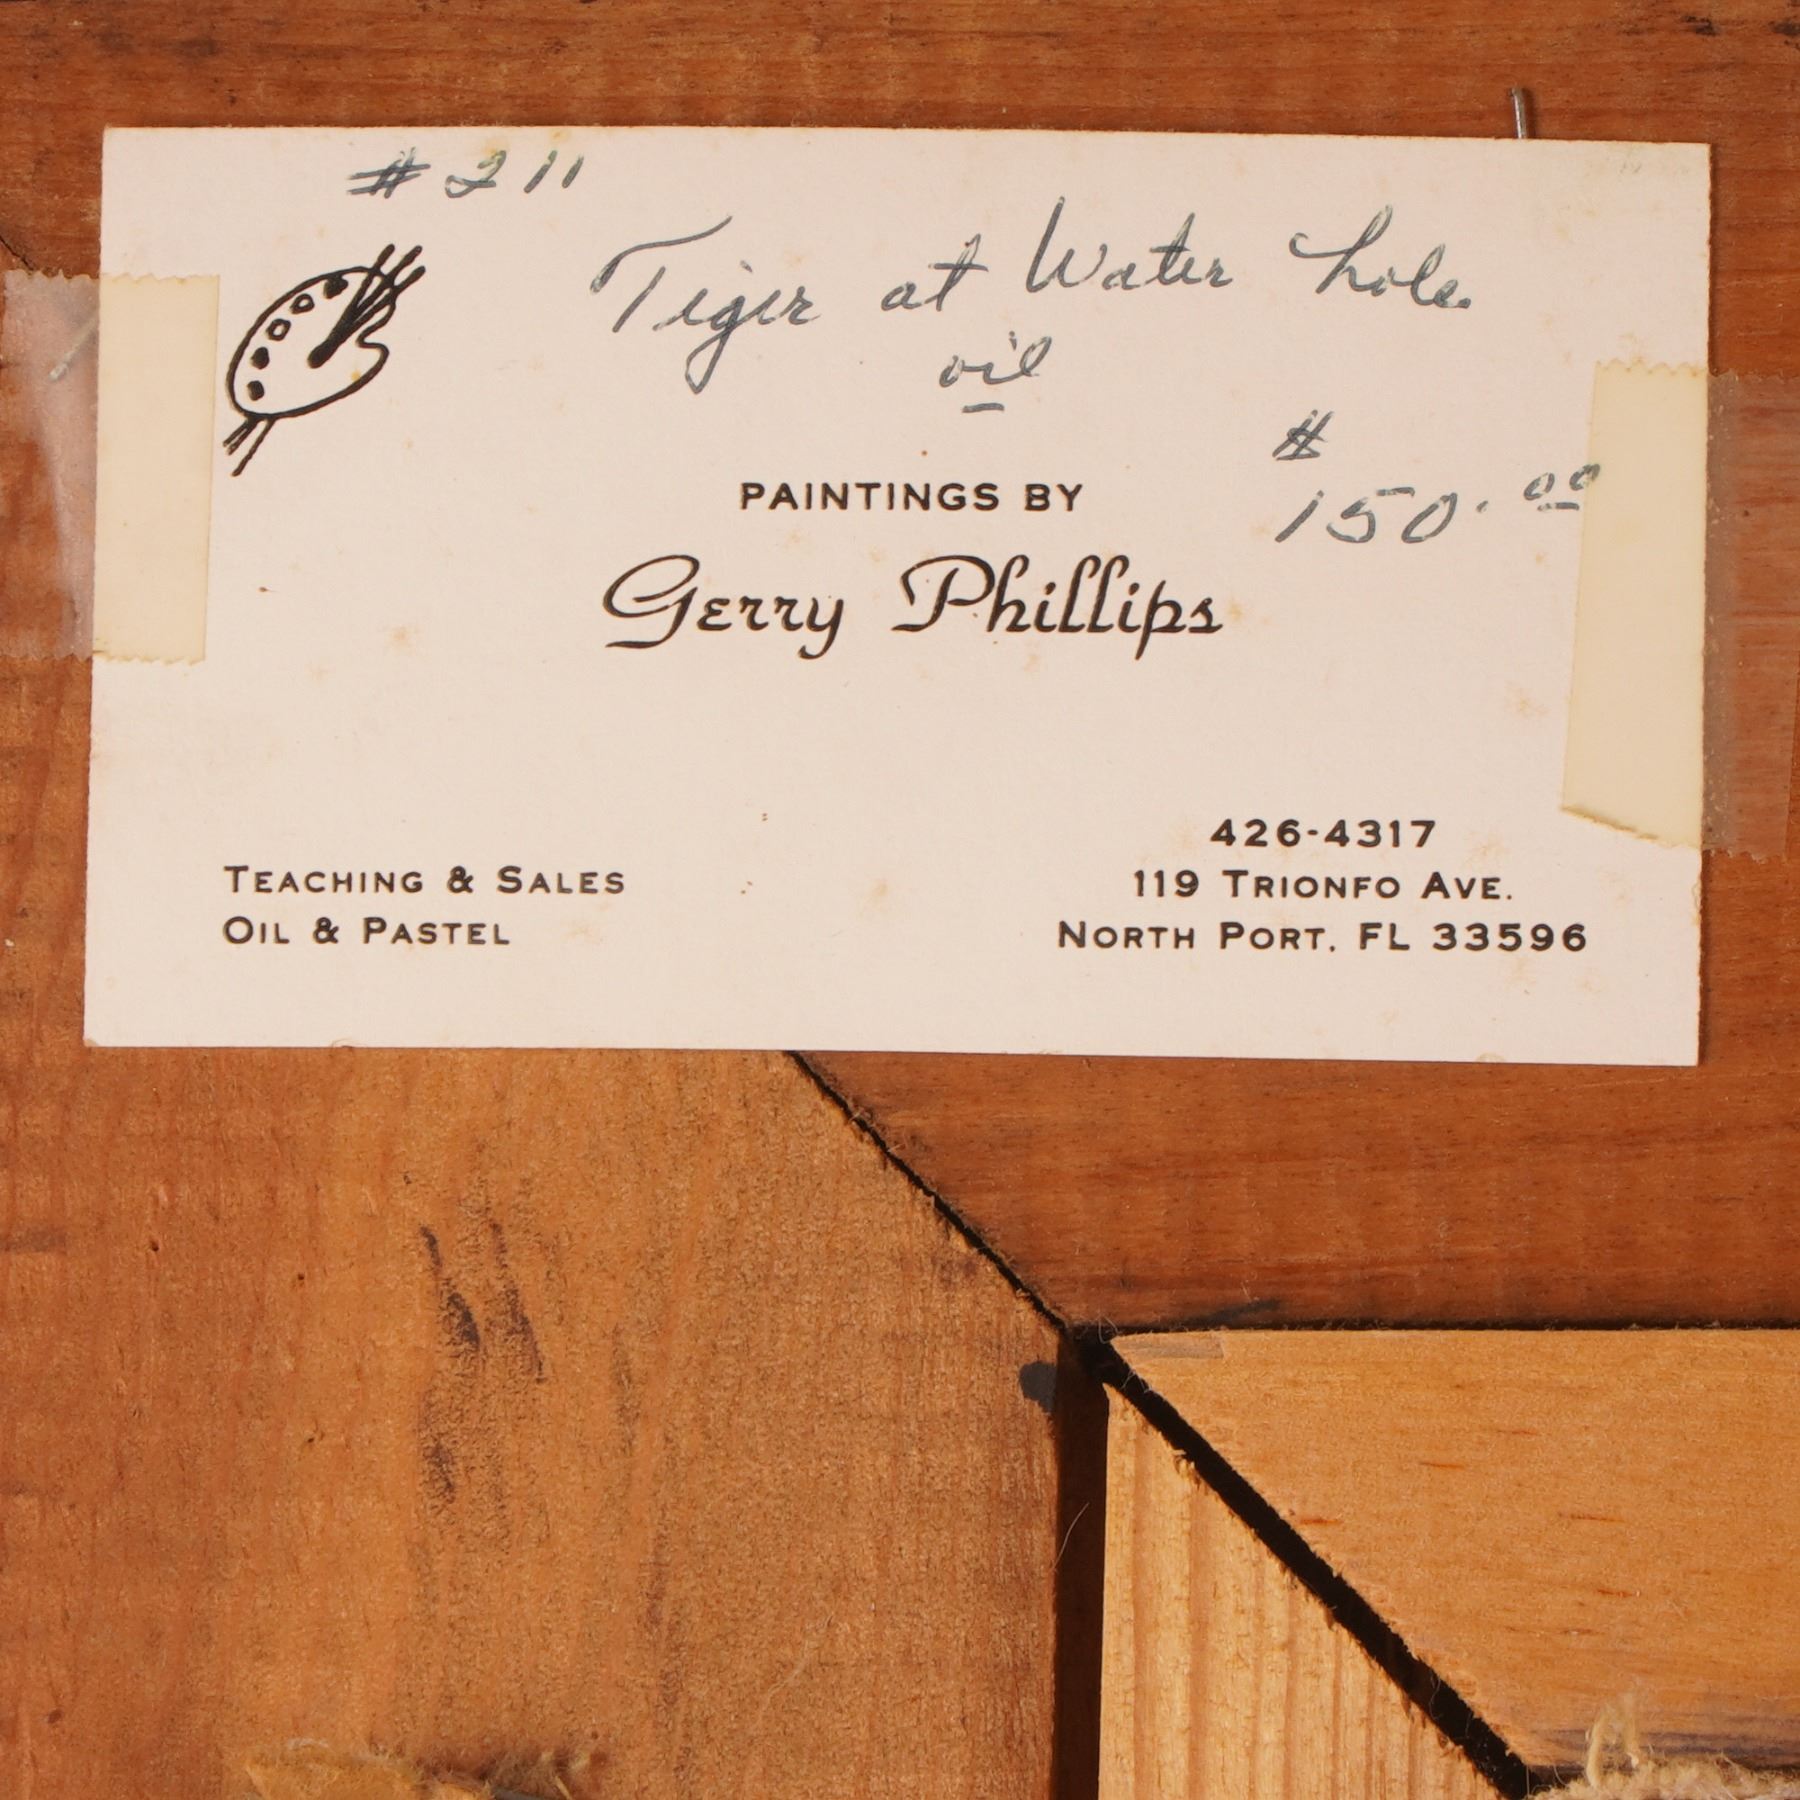 # 211
Tiger at Water hole
oil
$
150.00
PAINTINGS BY
Gerry Phillips
TEACHING & SALES
OIL & PASTEL
426-4317
119 TRIONFO AVE.
NORTH PORT, FL 33596